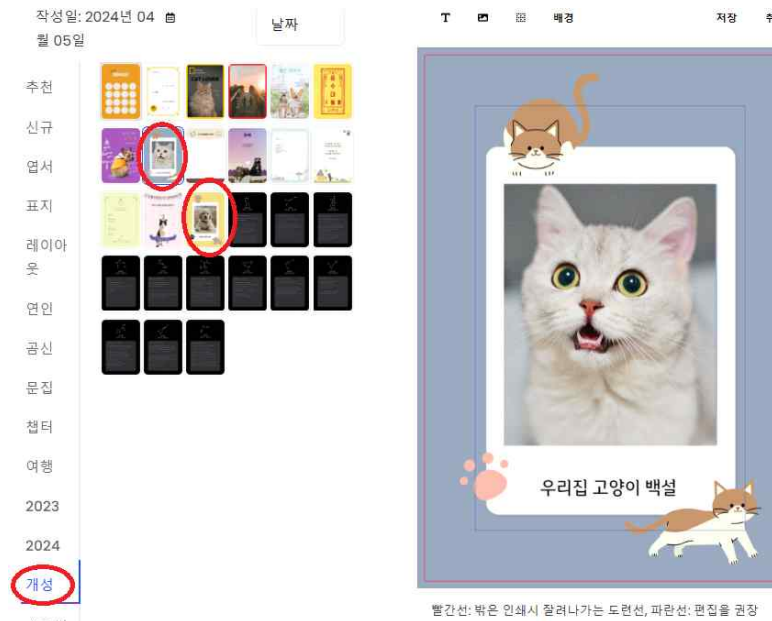 작성일: 2024년 04
월 05일
날짜
추천
신규
엽서
표지
레이아
웃
연인
곰신
문집
챕터
여행
2023
2024
개성
T
배경
저장
우리집 고양이 백설
빨간선: 밖은 인쇄시 잘려나가는 도련선, 파란선: 편집을 권장